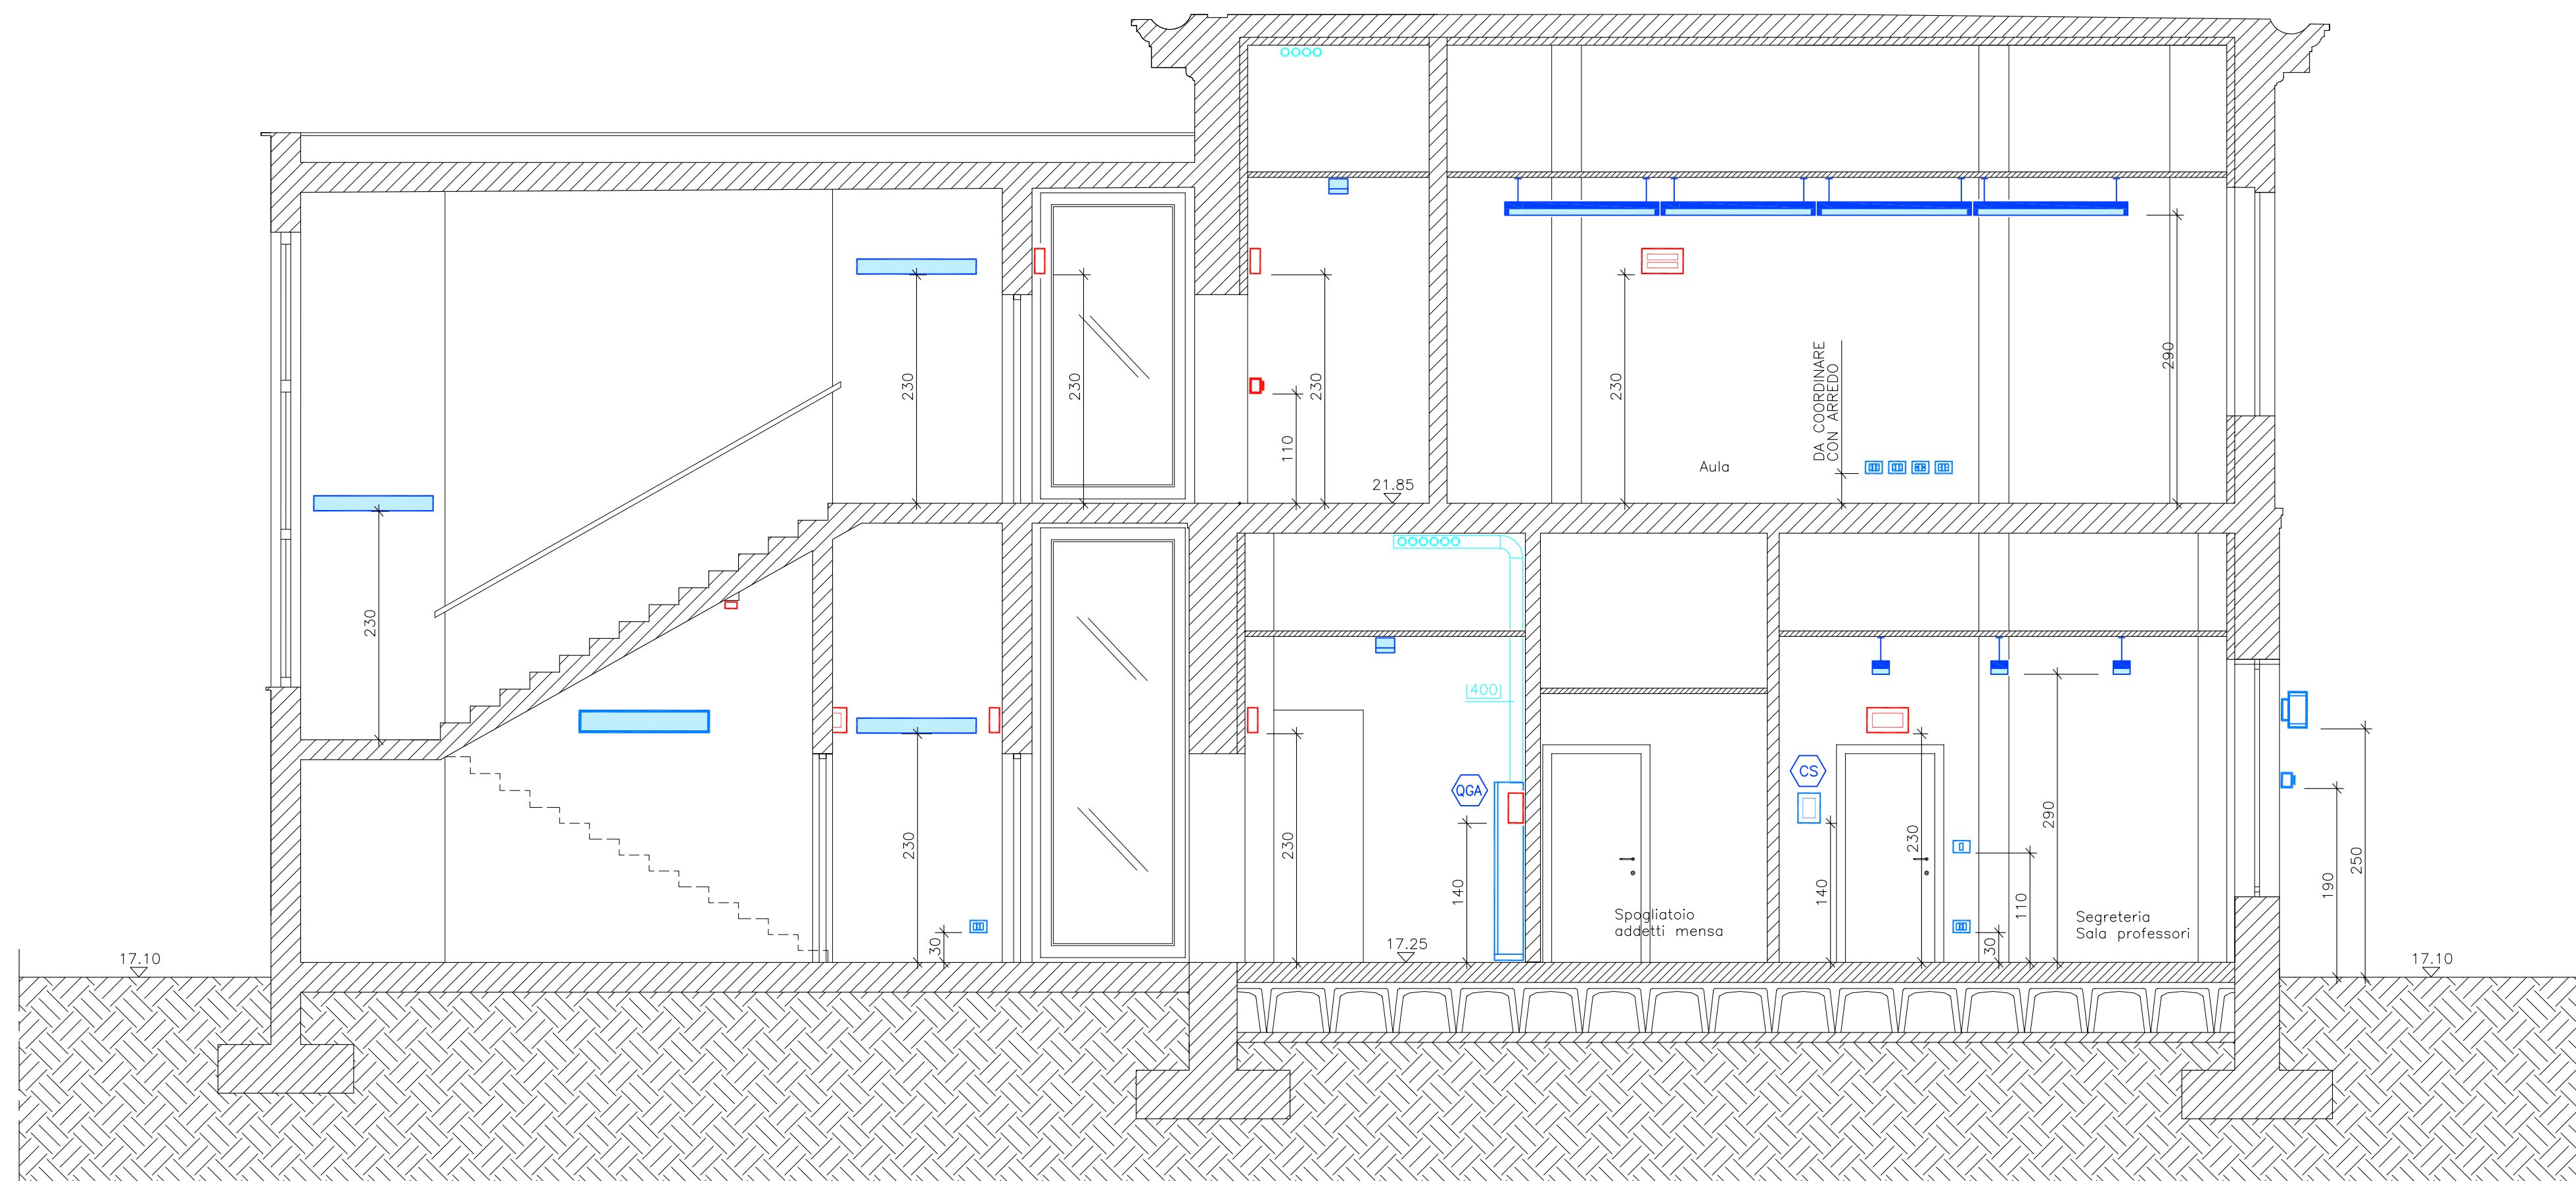 230
230
230
110
230
230
DA COORDINARE
CON ARREDO
290
Aula
21.85
230
|400|
QGA
CS
230
30
230
140
Spogliatoio
addetti mensa
140
230
110
30
290
Segreteria
Sala professori
190
250
17.10
17.25
17.10